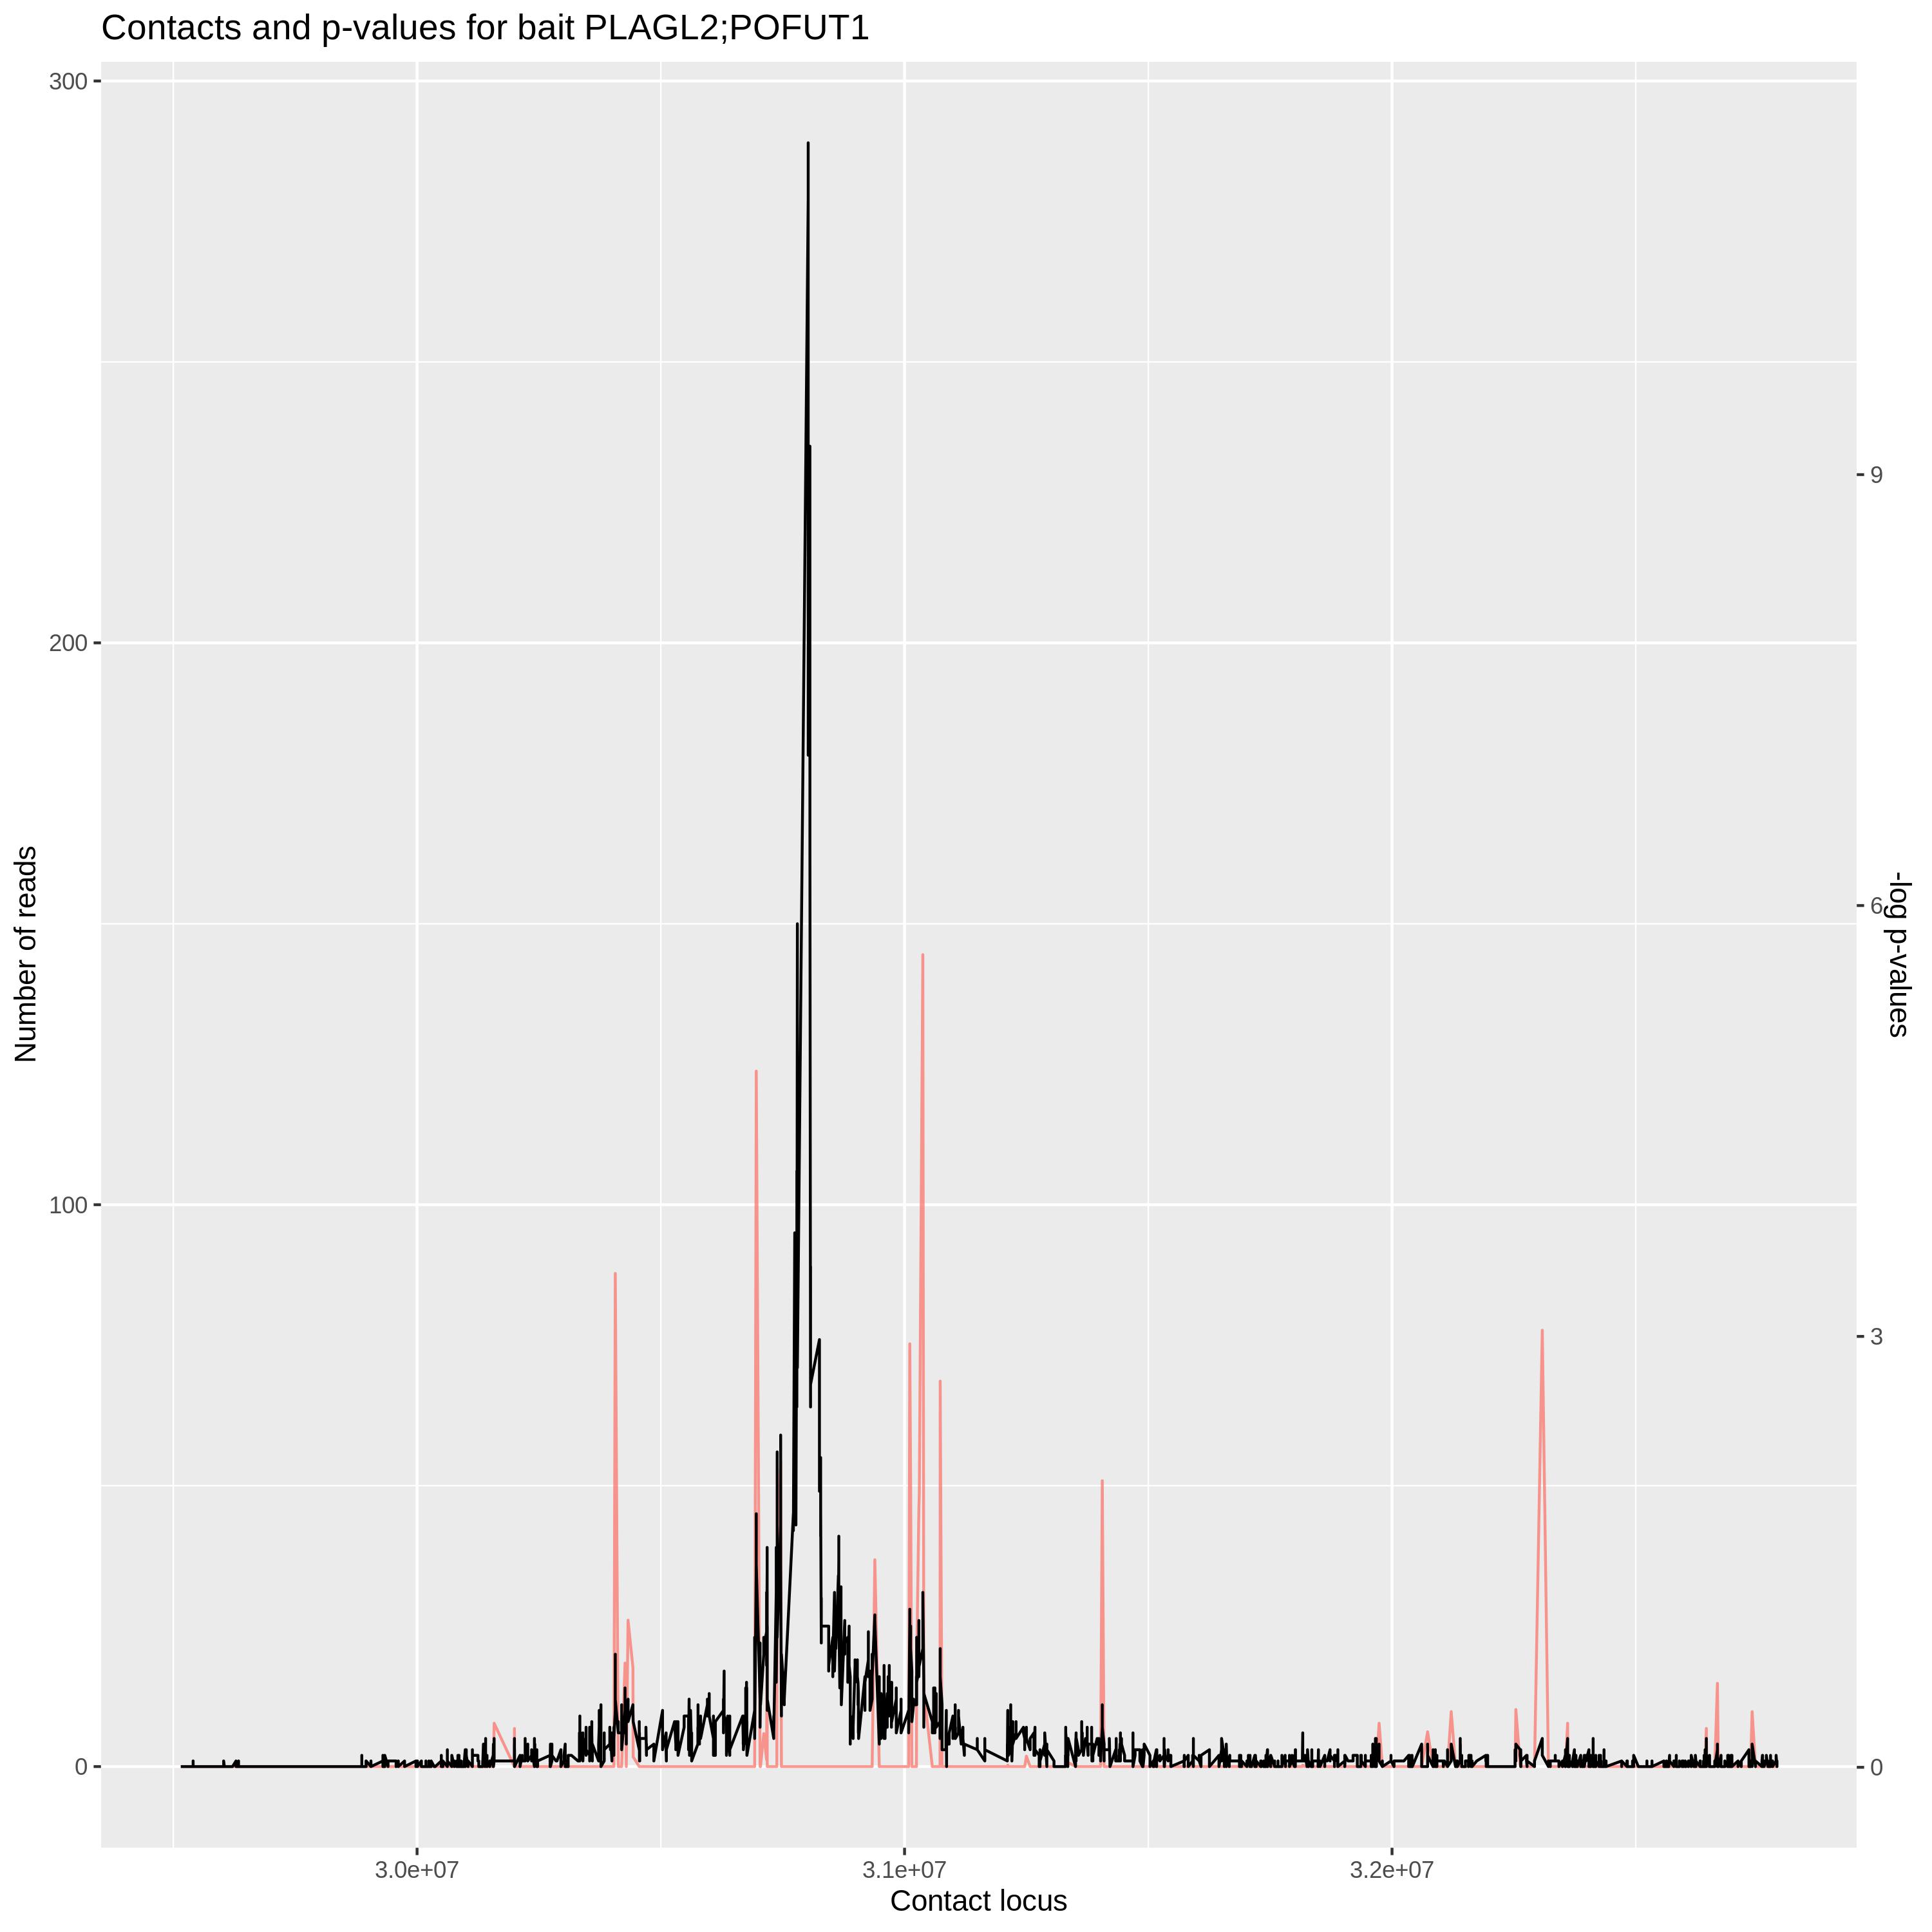 Contacts and p-values for bait PLAGL2;POFUT1
300
200
100
0
Number of reads
9
6
3
0
-log p-values
3.0e+07 3.1e+07 3.2e+07
Contact locus